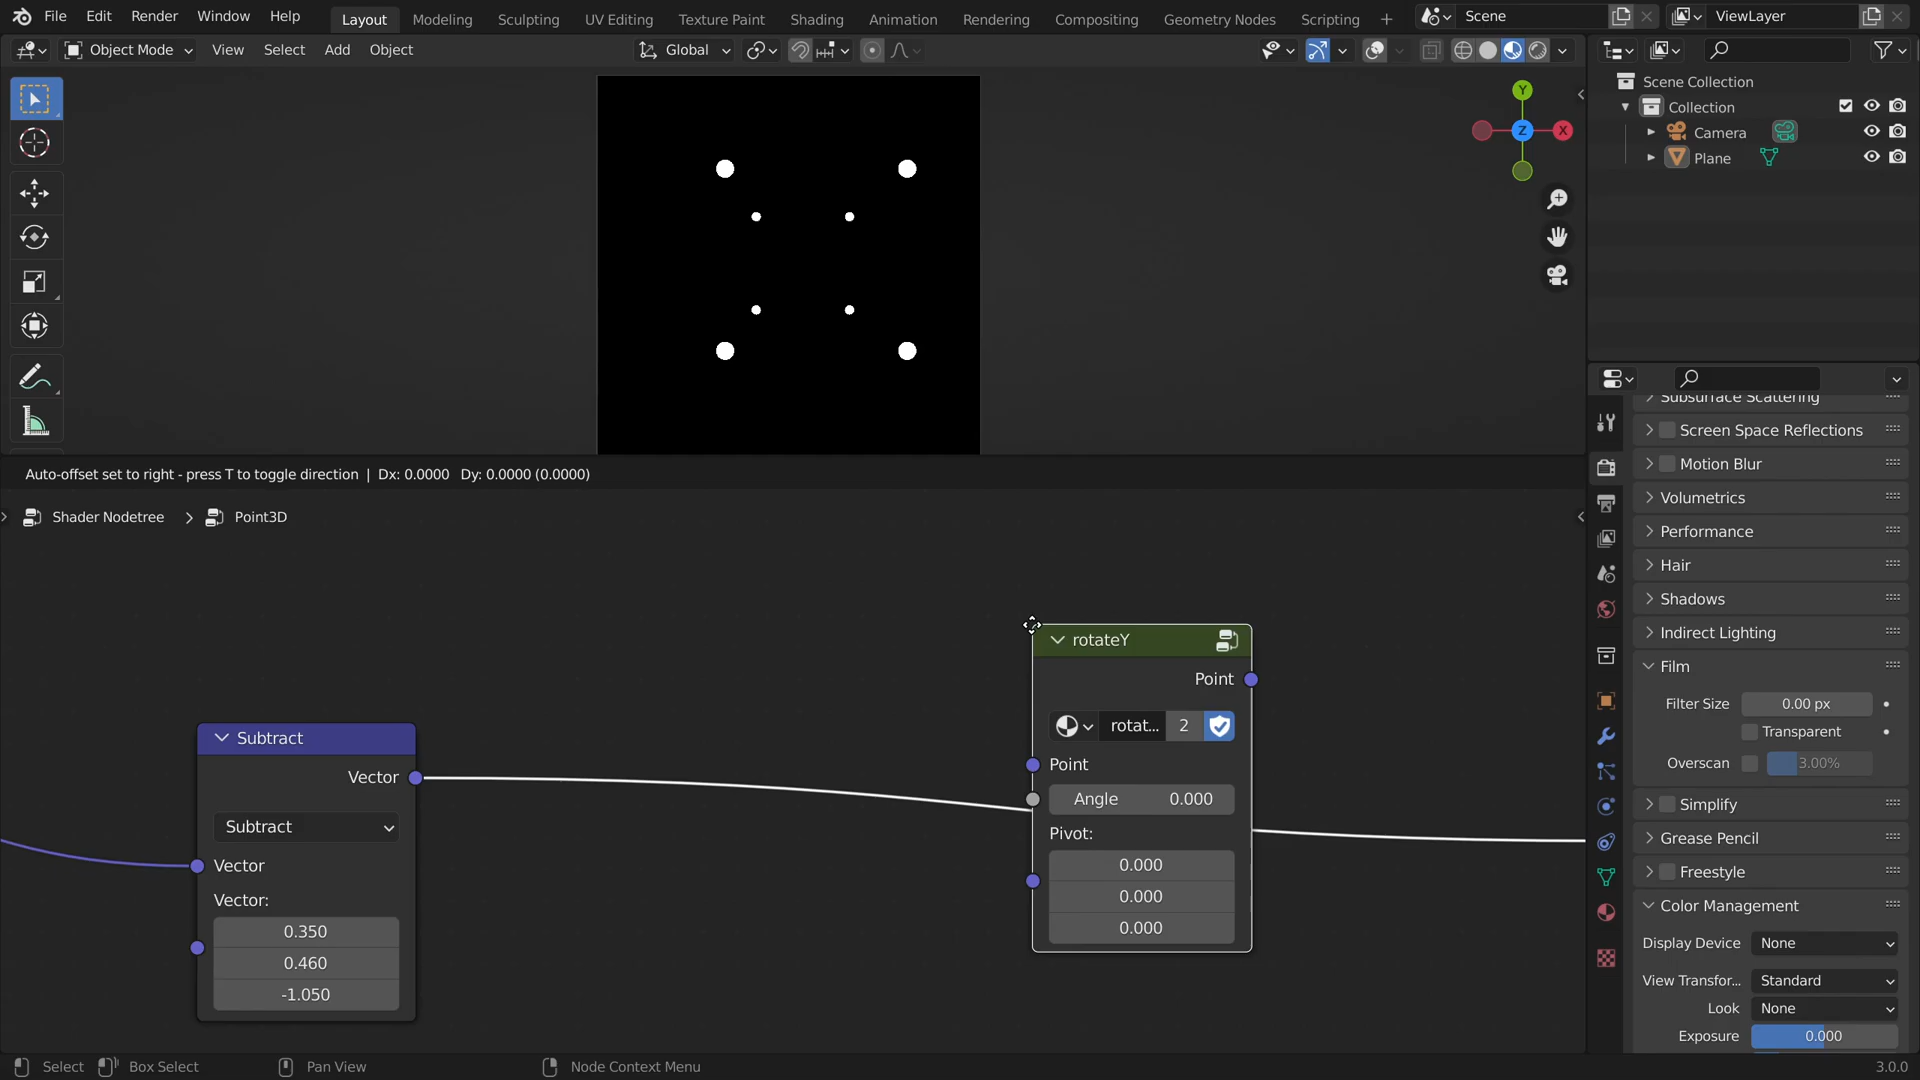 File Edit Render Window Help
Layout Modeling Sculpting UV Editing Texture Paint Shading Animation Rendering Compositing Geometry Nodes Scripting
Scene
ViewLayer
Object Mode View Select Add Object
Global
Y
Z
X
Scene Collection
Collection
Camera
Plane
Subsurface Scattering
Screen Space Reflections
Motion Blur
Volumetrics
Performance
Hair
Shadows
Indirect Lighting
Film
Filter Size 0.00 px
Transparent
Overscan 3.00%
Simplify
Grease Pencil
Freestyle
Color Management
Display Device None
View Transfor... Standard
Look None
Exposure 0.000
Auto-offset set to right - press T to toggle direction | Dx: 0.0000 Dy: 0.0000 (0.0000)
Shader Nodetree Point3D
Subtract
Vector
Subtract
Vector
Vector:
0.350
0.460
-1.050
rotateY
Point
rotat... 2
Point
Angle 0.000
Pivot:
0.000
0.000
0.000
Select Box Select Pan View Node Context Menu 3.0.0